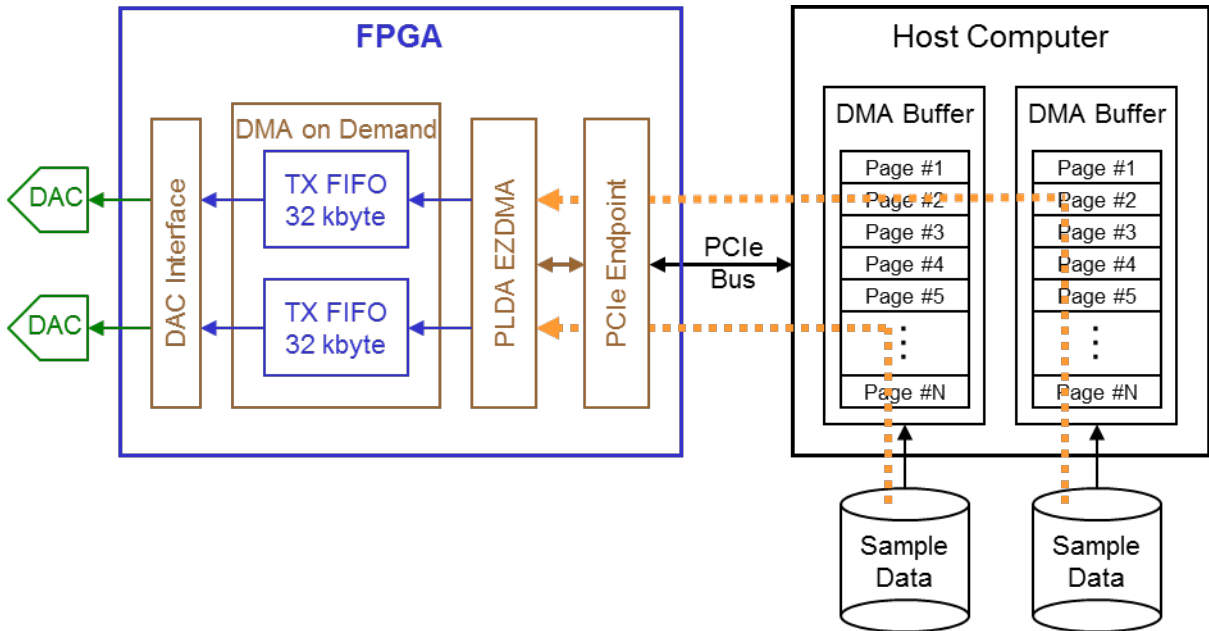 FPGA
DMA on Demand
DAC
DAC
DAC Interface
TX FIFO
32 kbyte
TX FIFO
32 kbyte
PLDA EZDMA
PCIe Endpoint
PCIe
Bus
Host Computer
DMA Buffer
Page #1
Page #2
Page #3
Page #4
Page #5
Page #N
DMA Buffer
Page #1
Page #2
Page #3
Page #4
Page #5
Page #N
Sample
Data
Sample
Data